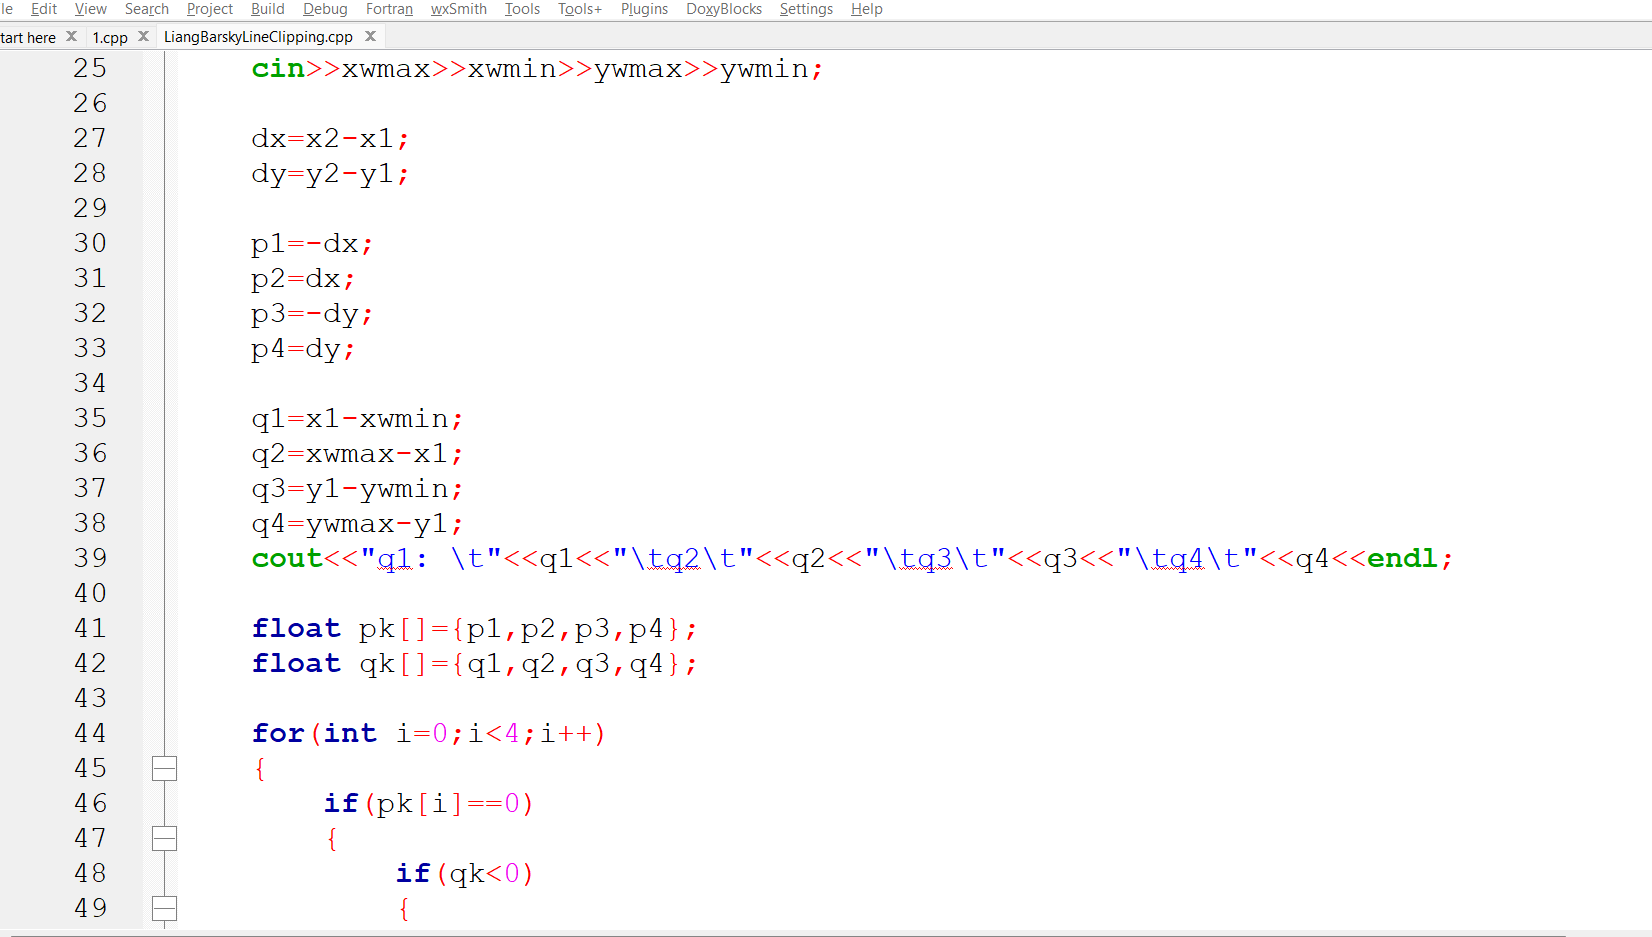 le Edit View Search Project Build Debug Fortran wxSmith Tools Tools+ Plugins DoxyBlocks Settings Help
tart here X 1.cpp X LiangBarskyLineClipping.cpp X
25 cin>>xwmax>>xwmin>>ywmax>>ywmin;
26
27 dx=x2-x1;
28 dy=y2-y1;
29
30 p1=-dx;
31 p2=dx;
32 p3=-dy;
33 p4=dy;
34
35 q1=x1-xwmin;
36 q2=xwmax-x1;
37 q3=y1-ywmin;
38 q4=ywmax-y1;
39 cout<<"q1: \t"<<q1<<"\tq2\t"<<q2<<"\tq3\t"<<q3<<"\tq4\t"<<q4<<endl;
40
41 float pk[]={p1,p2,p3,p4};
42 float qk[]={q1,q2,q3,q4};
43
44 for(int i=0;i<4;i++)
45 {
46 if(pk[i]==0)
47 {
48 if(qk<0)
49 {